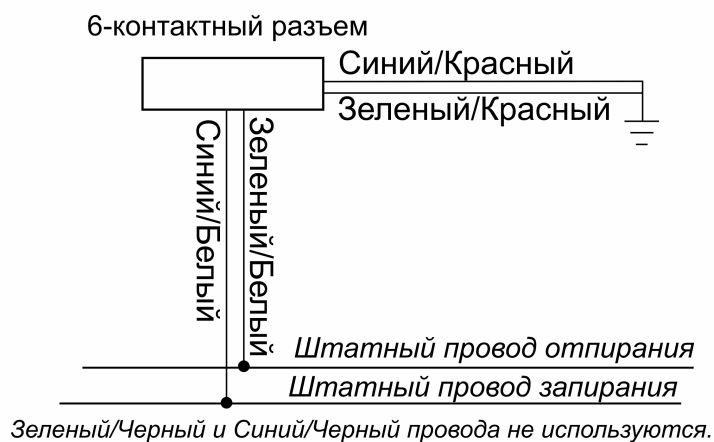 6-контактный разъем
Синий/Красный
Зеленый/Красный
Синий/Белый
Зеленый/Белый
Штатный провод отпирания
Штатный провод запирания
Зеленый/Черный и Синий/Черный провода не используются.